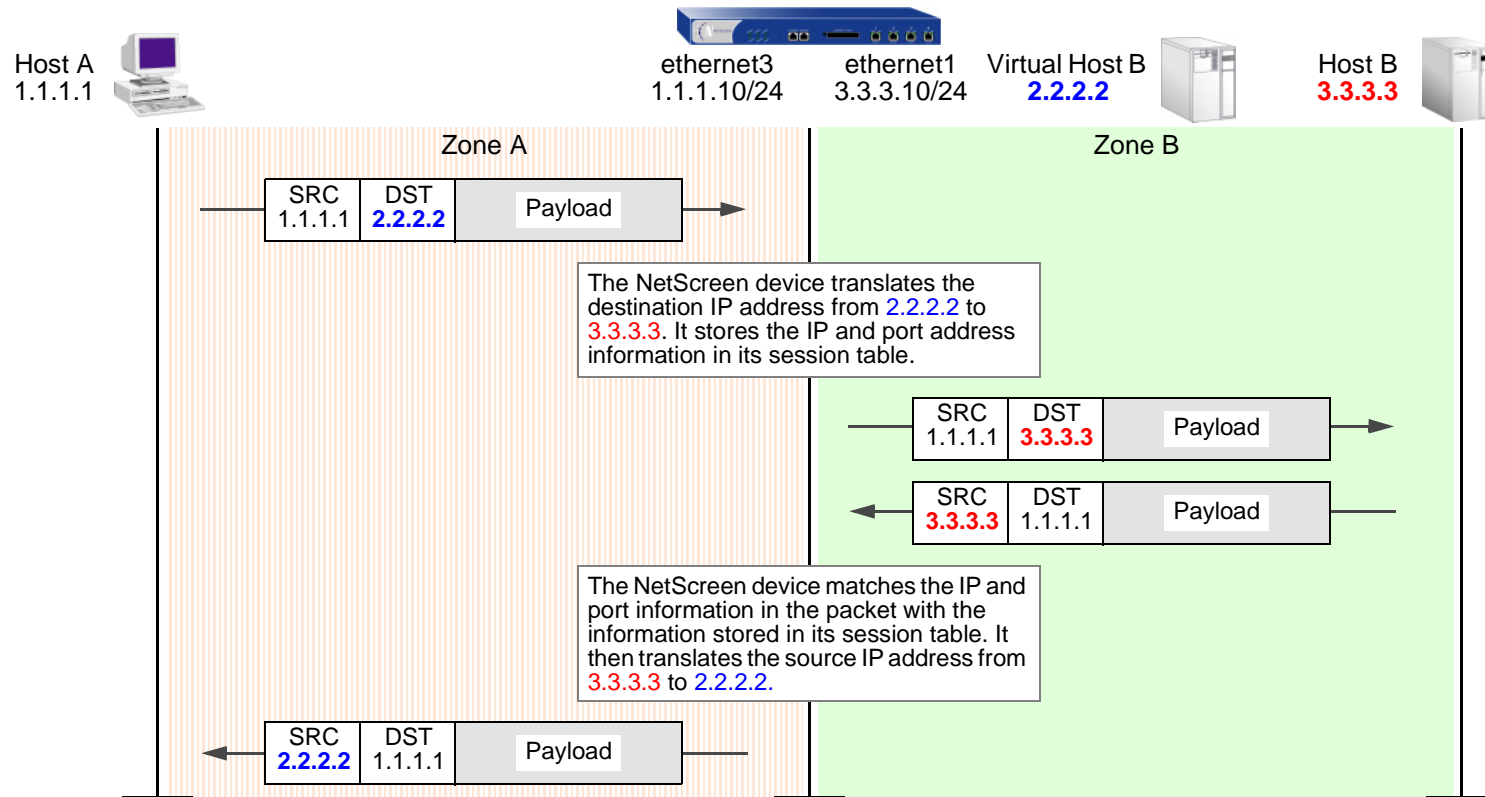 Host A
1.1.1.1
ethernet3
1.1.1.10/24
ethernet1
3.3.3.10/24
Virtual Host B
2.2.2.2
Host B
3.3.3.3
Zone A
Zone B
SRC
1.1.1.1
DST
2.2.2.2
Payload
The NetScreen device translates the
destination IP address from 2.2.2.2 to
3.3.3.3. It stores the IP and port address
information in its session table.
SRC
1.1.1.1
DST
3.3.3.3
Payload
SRC
3.3.3.3
DST
1.1.1.1
Payload
The NetScreen device matches the IP and
port information in the packet with the
information stored in its session table. It
then translates the source IP address from
3.3.3.3 to 2.2.2.2.
SRC
2.2.2.2
DST
1.1.1.1
Payload